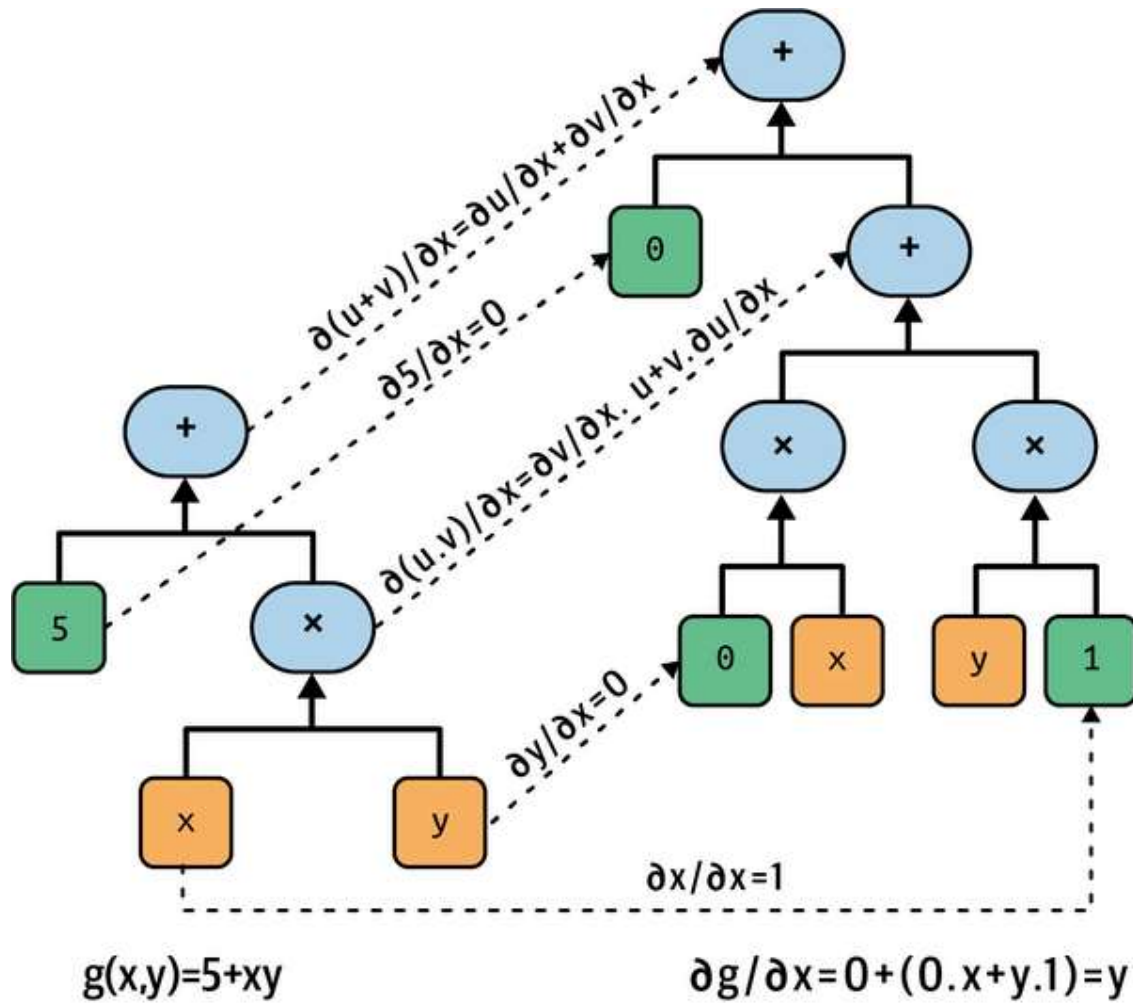 +
∂(u+v)/∂x=∂u/∂x+∂v/∂x
0
+
∂5/∂x=0
∂(u.v)/∂x=∂v/∂x. u+v.∂u/∂x
+
×
×
5
×
0
x
y
1
∂y/∂x=0
x
y
∂x/∂x=1
g(x,y)=5+xy
∂g/∂x=0+(0.x+y.1)=y